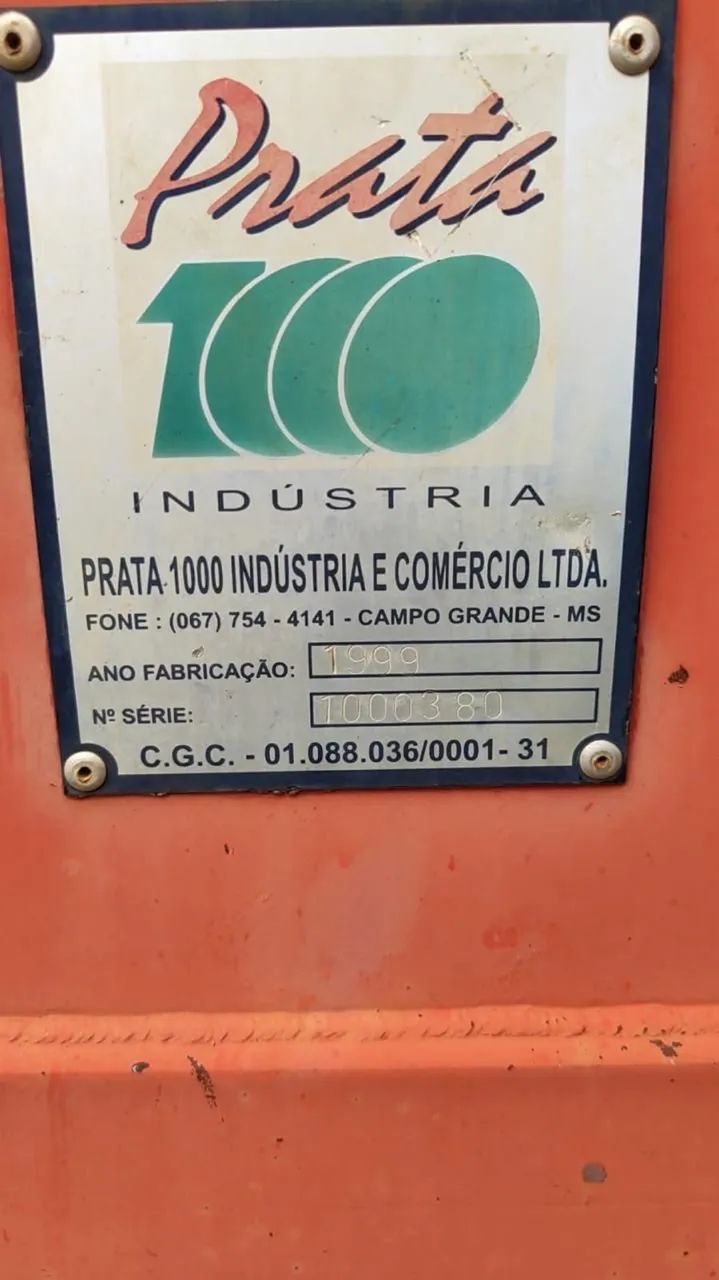 Prata
1000
INDÚSTRIA
PRATA 1000 INDÚSTRIA E COMÉRCIO LTDA.
FONE : (067) 754 - 4141 - CAMPO GRANDE - MS
ANO FABRICAÇÃO: 1999
Nº SÉRIE: 1000380
C.G.C. - 01.088.036/0001- 31